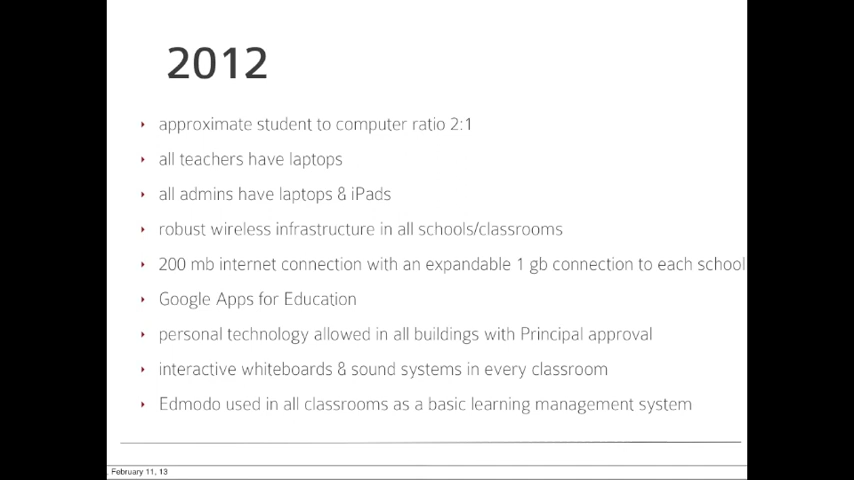 2012
approximate student to computer ratio 2:1
all teachers have laptops
all admins have laptops & iPads
robust wireless infrastructure in all schools/classrooms
200 mb internet connection with an expandable 1 gb connection to each school
Google Apps for Education
personal technology allowed in all buildings with Principal approval
interactive whiteboards & sound systems in every classroom
Edmodo used in all classrooms as a basic learning management system
, February 11, 13